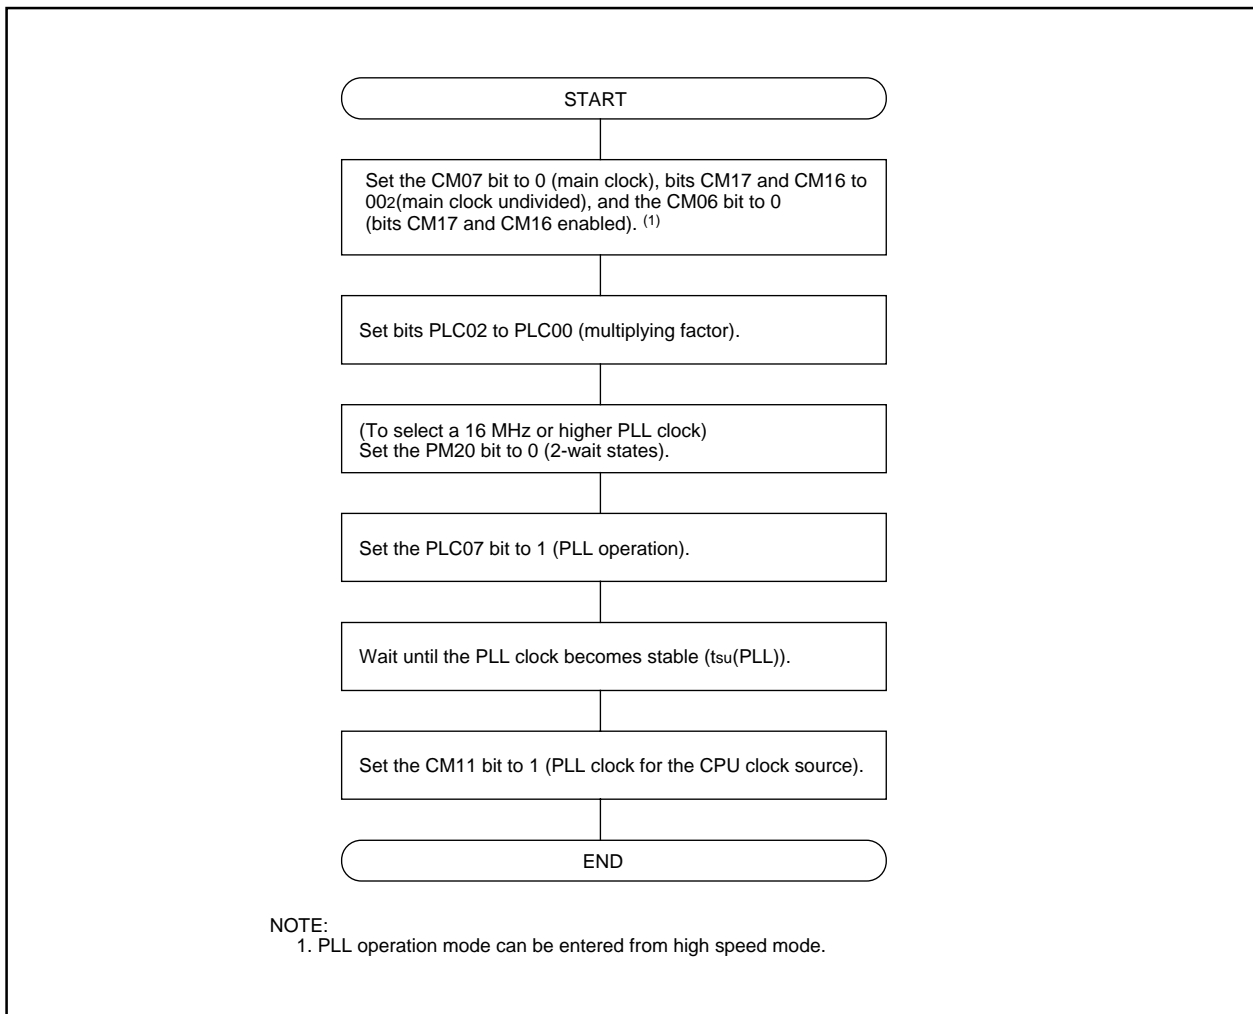 START
Set the CM07 bit to 0 (main clock), bits CM17 and CM16 to
002(main clock undivided), and the CM06 bit to 0
(bits CM17 and CM16 enabled). (1)
Set bits PLC02 to PLC00 (multiplying factor).
(To select a 16 MHz or higher PLL clock)
Set the PM20 bit to 0 (2-wait states).
Set the PLC07 bit to 1 (PLL operation).
Wait until the PLL clock becomes stable (tsu(PLL)).
Set the CM11 bit to 1 (PLL clock for the CPU clock source).
END
NOTE:
1. PLL operation mode can be entered from high speed mode.